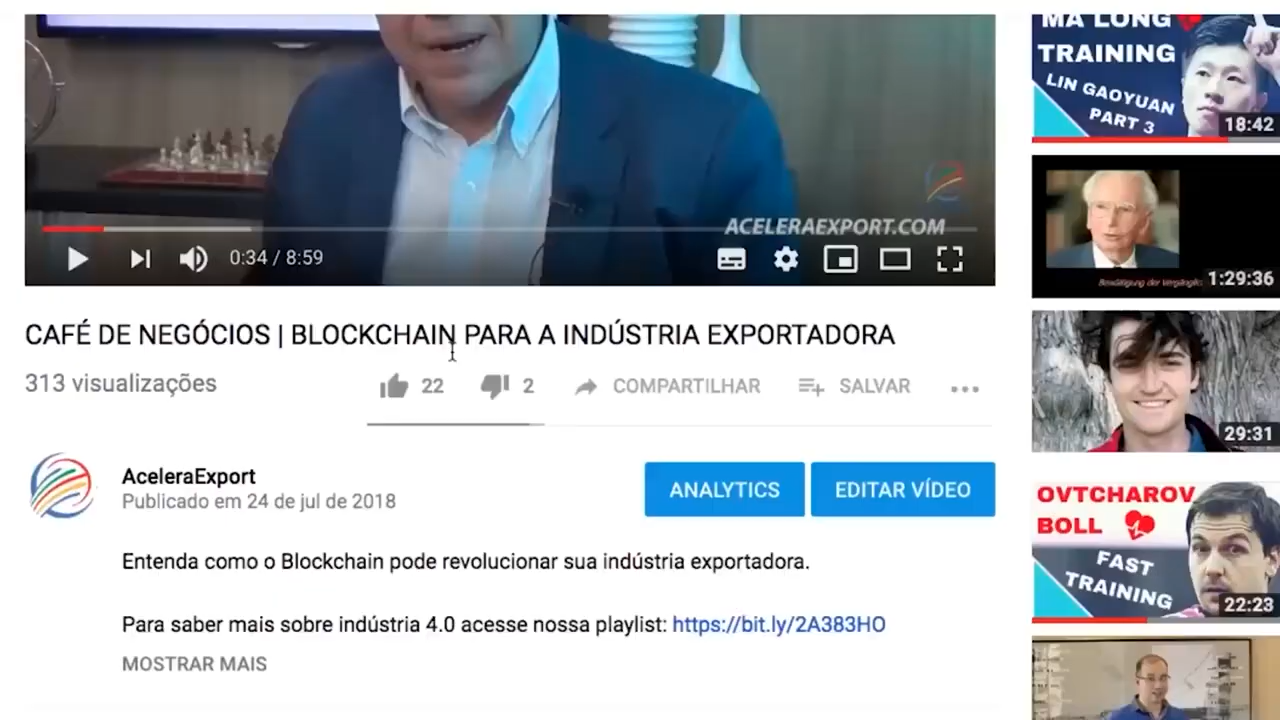 ACELERAEXPORT.COM
0:34 / 8:59
CAFÉ DE NEGÓCIOS | BLOCKCHAIN PARA A INDÚSTRIA EXPORTADORA
313 visualizações
22
2
COMPARTILHAR
SALVAR
AceleraExport
Publicado em 24 de jul de 2018
ANALYTICS
EDITAR VÍDEO
Entenda como o Blockchain pode revolucionar sua indústria exportadora.
Para saber mais sobre indústria 4.0 acesse nossa playlist: https://bit.ly/2A383HO
MOSTRAR MAIS
MA LONG
TRAINING
LIN GAOYUAN
PART 3
18:42
1:29:36
29:31
OVTCHAROV
BOLL
FAST
TRAINING
22:23